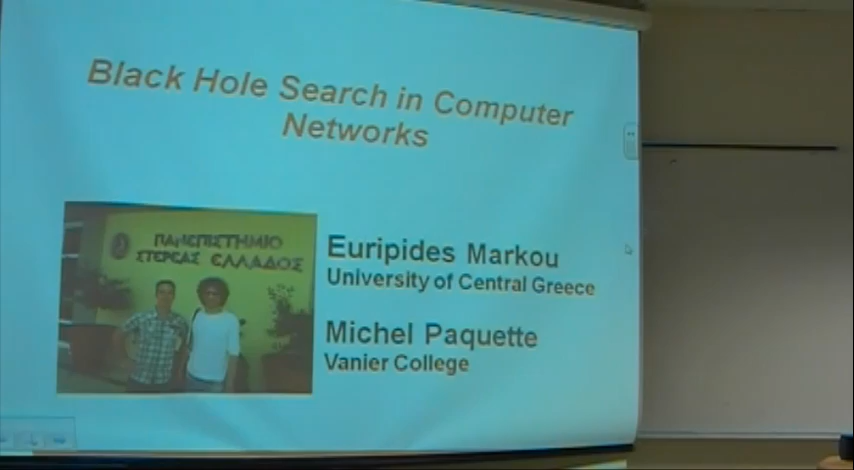 Black Hole Search in Computer
Networks
ΠΑΝΕΠΙΣΤΗΜΙΟ
ΣΤΕΡΕΑΣ ΕΛΛΑΔΟΣ
Euripides Markou
University of Central Greece
Michel Paquette
Vanier College